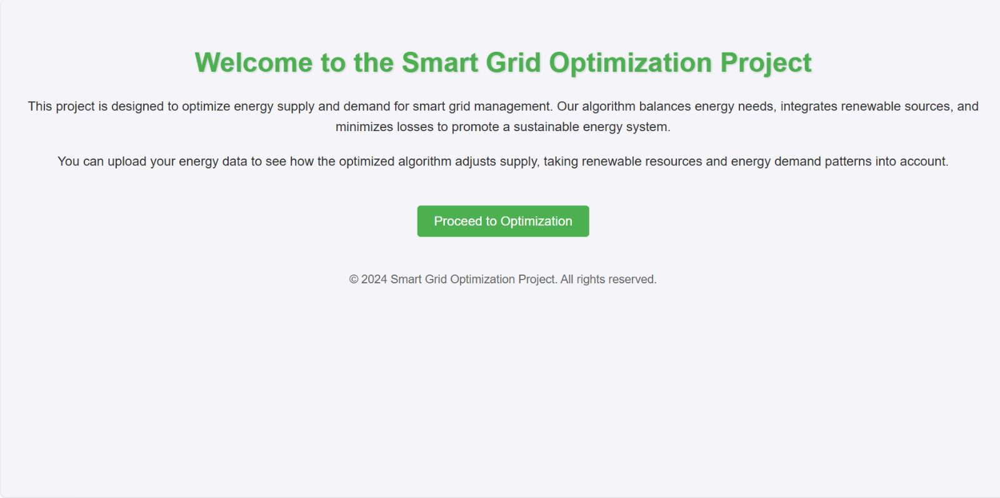 Welcome to the Smart Grid Optimization Project
This project is designed to optimize energy supply and demand for smart grid management. Our algorithm balances energy needs, integrates renewable sources, and
minimizes losses to promote a sustainable energy system.
You can upload your energy data to see how the optimized algorithm adjusts supply, taking renewable resources and energy demand patterns into account.
Proceed to Optimization
© 2024 Smart Grid Optimization Project. All rights reserved.